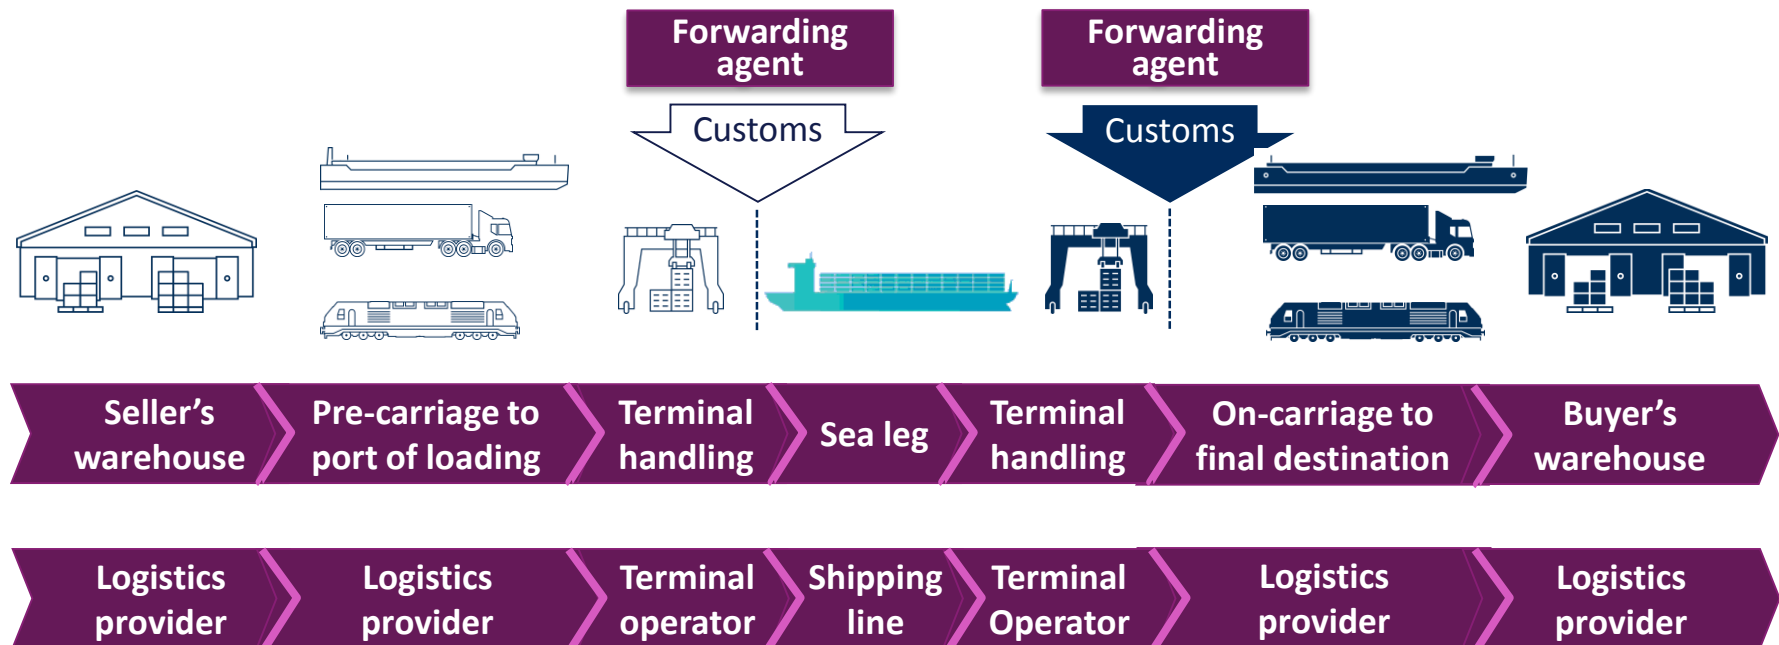 Forwarding
agent
Forwarding
agent
Customs
Customs
Seller’s
warehouse
Pre-carriage to
port of loading
Terminal
handling
Sea leg
Terminal
handling
On-carriage to
final destination
Buyer’s
warehouse
Logistics
provider
Logistics
provider
Terminal
operator
Shipping
line
Terminal
Operator
Logistics
provider
Logistics
provider